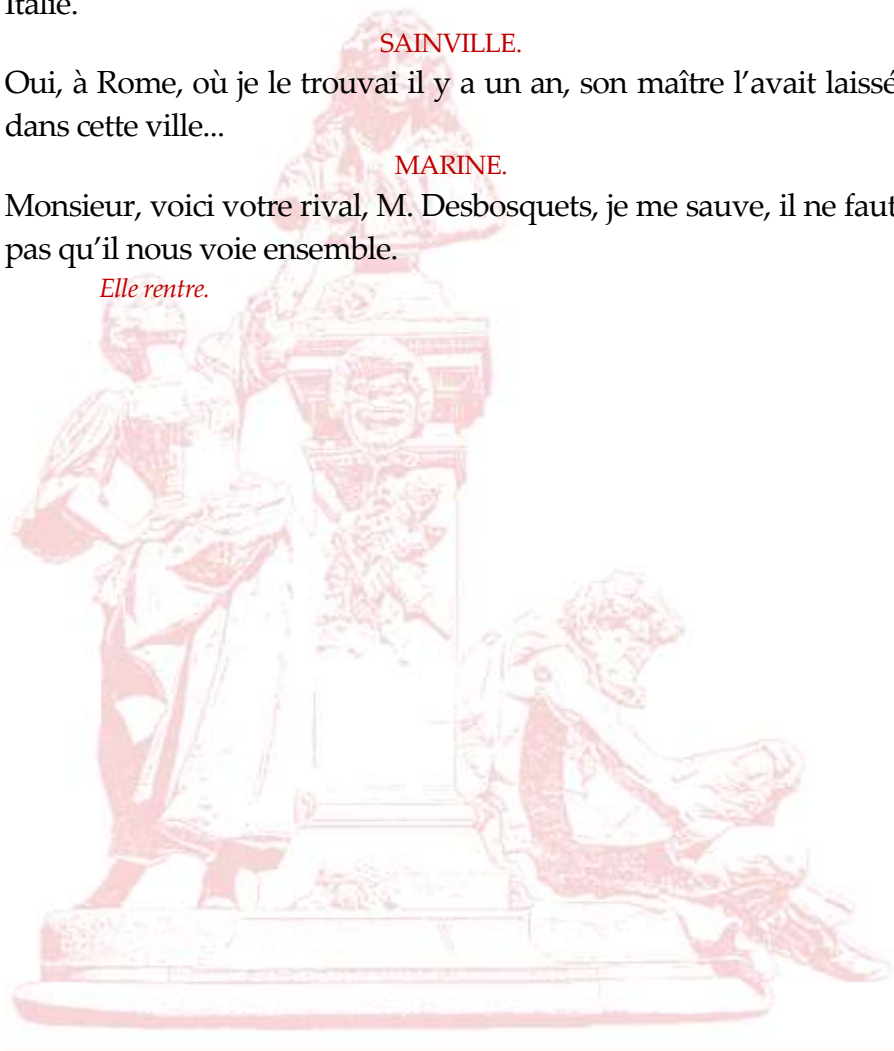 Italie.
SAINVILLE.
Oui, à Rome, où je le trouvai il y a un an, son maître l’avait laissé
dans cette ville...
MARINE.
Monsieur, voici votre rival, M. Desbosquets, je me sauve, il ne faut
pas qu’il nous voie ensemble.
Elle rentre.